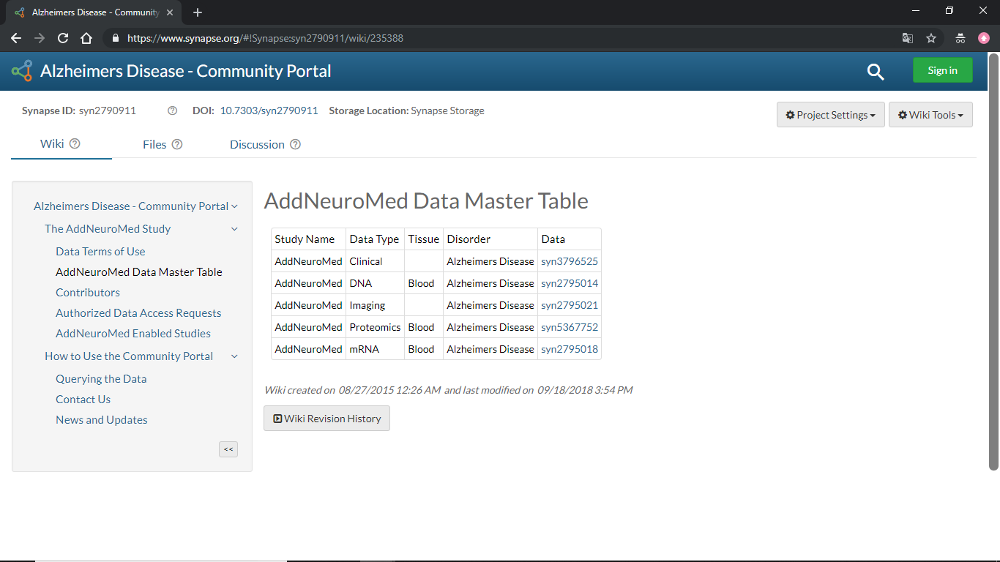 Alzheimers Disease - Community
https://www.synapse.org/#!Synapse:syn2790911/wiki/235388
Alzheimers Disease - Community Portal
Sign in
Synapse ID: syn2790911 DOI: 10.7303/syn2790911 Storage Location: Synapse Storage
Project Settings
Wiki Tools
Wiki
Files
Discussion
Alzheimers Disease - Community Portal
The AddNeuroMed Study
Data Terms of Use
AddNeuroMed Data Master Table
Contributors
Authorized Data Access Requests
AddNeuroMed Enabled Studies
How to Use the Community Portal
Querying the Data
Contact Us
News and Updates
<<
AddNeuroMed Data Master Table
Study Name Data Type Tissue Disorder Data
AddNeuroMed Clinical Alzheimers Disease syn3796525
AddNeuroMed DNA Blood Alzheimers Disease syn2795014
AddNeuroMed Imaging Alzheimers Disease syn2795021
AddNeuroMed Proteomics Blood Alzheimers Disease syn5367752
AddNeuroMed mRNA Blood Alzheimers Disease syn2795018
Wiki created on 08/27/2015 12:26 AM and last modified on 09/18/2018 3:54 PM
Wiki Revision History